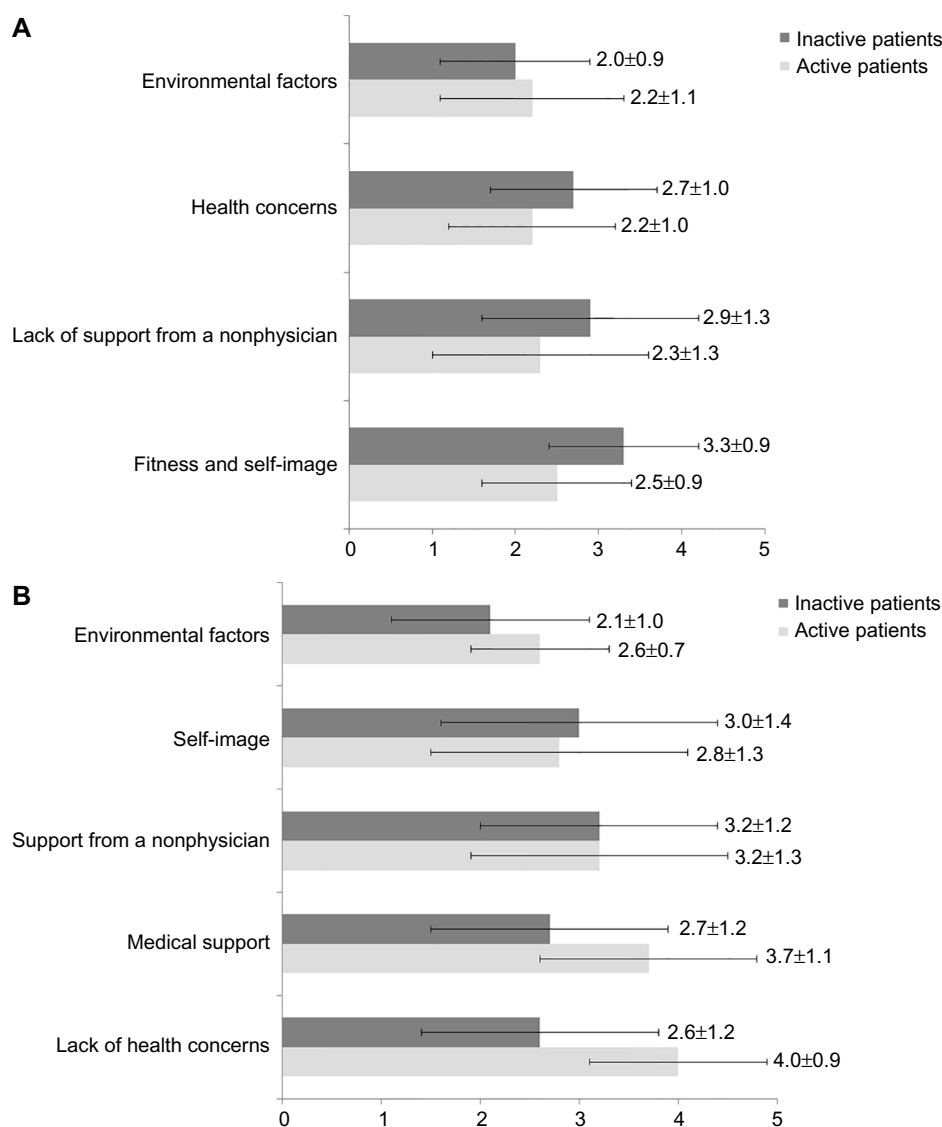 A
Inactive patients
Active patients
Environmental factors
2.0±0.9
2.2±1.1
Health concerns
2.7±1.0
2.2±1.0
Lack of support from a nonphysician
2.9±1.3
2.3±1.3
Fitness and self-image
3.3±0.9
2.5±0.9
0 1 2 3 4 5
B
Inactive patients
Active patients
Environmental factors
2.1±1.0
2.6±0.7
Self-image
3.0±1.4
2.8±1.3
Support from a nonphysician
3.2±1.2
3.2±1.3
Medical support
2.7±1.2
3.7±1.1
Lack of health concerns
2.6±1.2
4.0±0.9
0 1 2 3 4 5